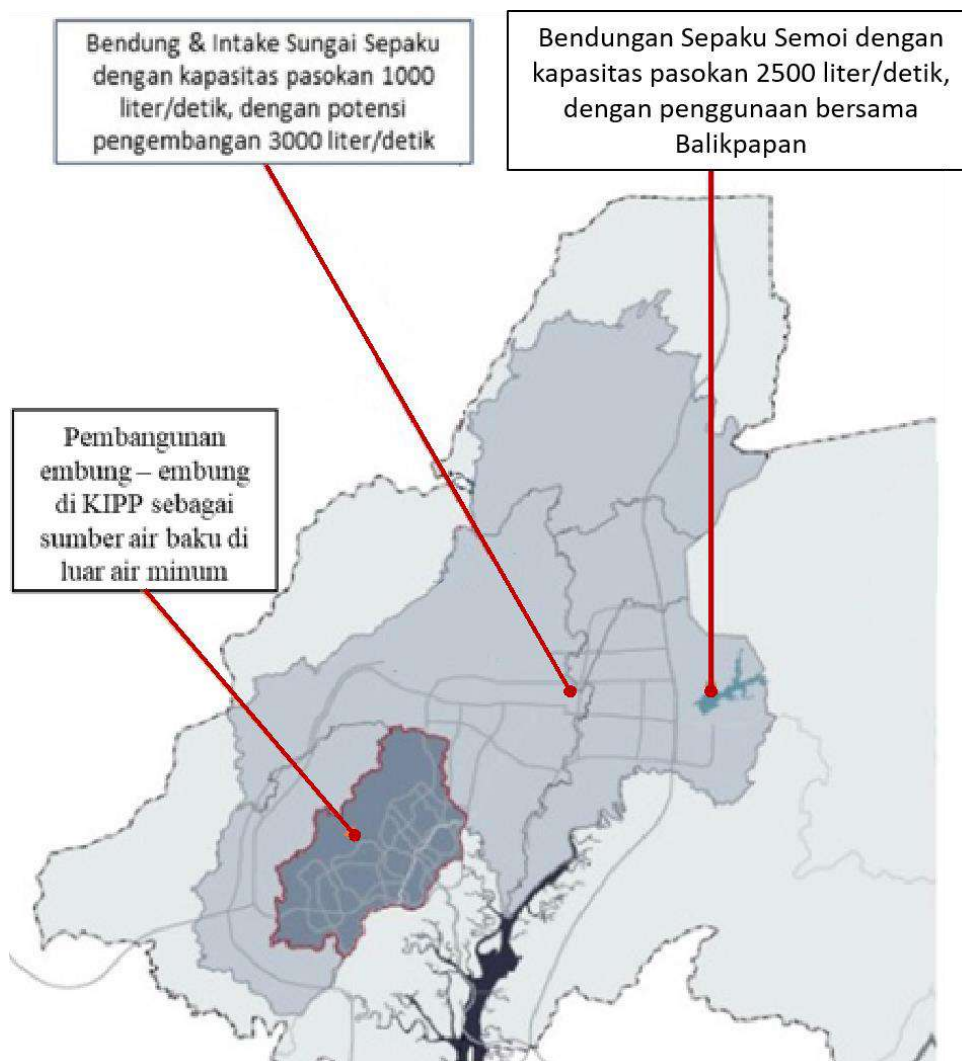 Bendung & Intake Sungai Sepaku
dengan kapasitas pasokan 1000
liter/detik, dengan potensi
pengembangan 3000 liter/detik
Bendungan Sepaku Semoi dengan
kapasitas pasokan 2500 liter/detik,
dengan penggunaan bersama
Balikpapan
Pembangunan
embung – embung
di KIPP sebagai
sumber air baku di
luar air minum